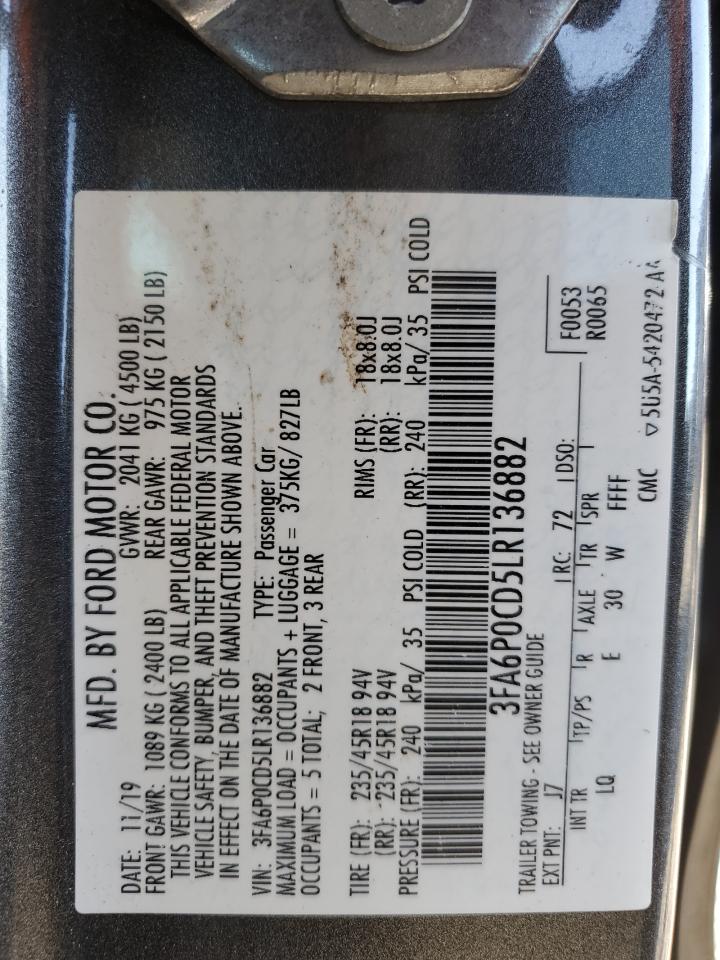 MFD. BY FORD MOTOR CO.
DATE: 11/19 GVWR: 2041 KG ( 4500 LB)
FRONT GAWR: 1089 KG ( 2400 LB) REAR GAWR: 975 KG ( 2150 LB)
THIS VEHICLE CONFORMS TO ALL APPLICABLE FEDERAL MOTOR
VEHICLE SAFETY, BUMPER, AND THEFT PREVENTION STANDARDS
IN EFFECT ON THE DATE OF MANUFACTURE SHOWN ABOVE.
VIN: 3FA6P0CD5LR136882 TYPE: Passenger Car
MAXIMUM LOAD = OCCUPANTS + LUGGAGE = 375KG/ 827LB
OCCUPANTS = 5 TOTAL; 2 FRONT, 3 REAR
TIRE (FR): 235/45R18 94V RIMS (FR): 18x8.0J
(RR): 235/45R18 94V (RR): 18x8.0J
PRESSURE (FR): 240 kPa/ 35 PSI COLD (RR): 240 kPa/ 35 PSI COLD
3FA6P0CD5LR136882
TRAILER TOWING - SEE OWNER GUIDE
F0053
EXT PNT: J7 RC: 72 DSO: R0065
INT TR TP/PS R AXLE TR SPR
LQ E 30 W FFFF
CMC 5U5A-5420472